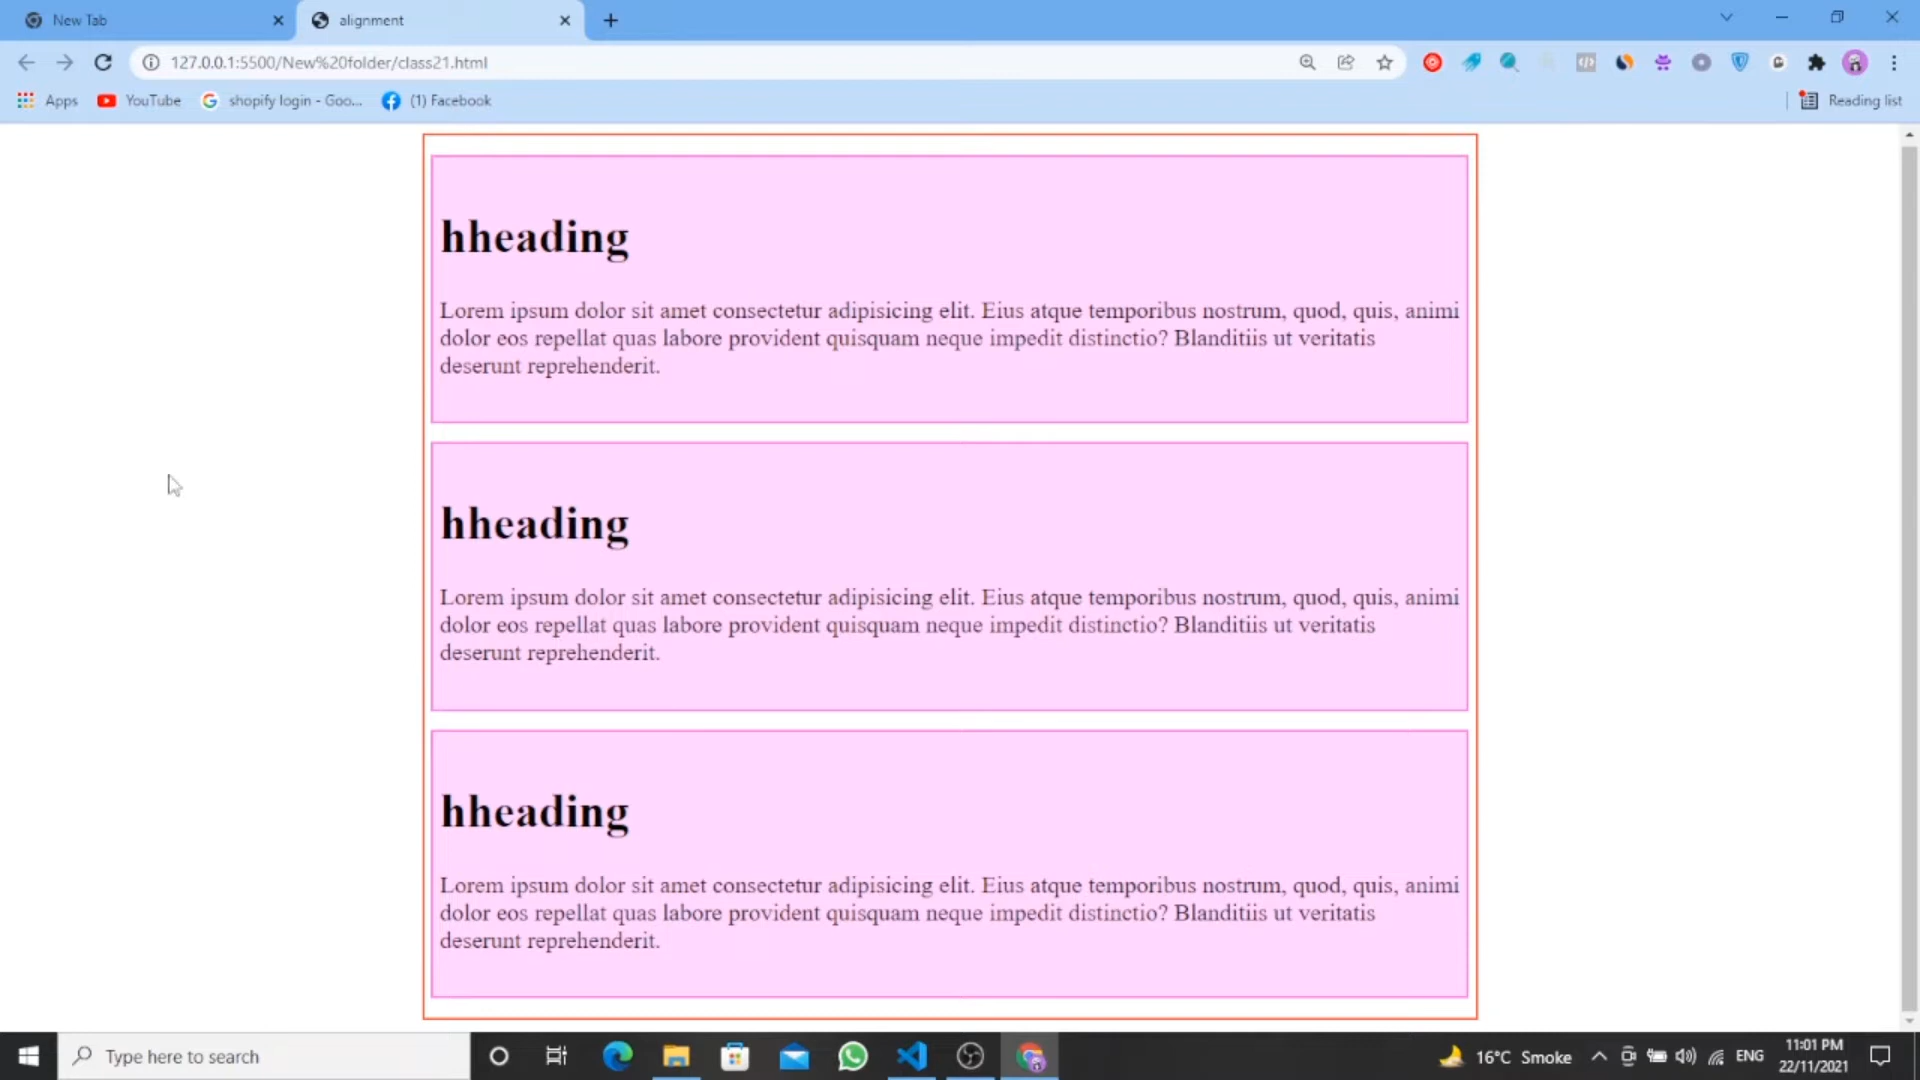 New Tab
alignment
127.0.0.1:5500/New%20folder/class21.html
Apps
YouTube
shopify login - Goo...
(1) Facebook
Reading list
hheading
Lorem ipsum dolor sit amet consectetur adipisicing elit. Eius atque temporibus nostrum, quod, quis, animi
dolor eos repellat quas labore provident quisquam neque impedit distinctio? Blanditiis ut veritatis
deserunt reprehenderit.
hheading
Lorem ipsum dolor sit amet consectetur adipisicing elit. Eius atque temporibus nostrum, quod, quis, animi
dolor eos repellat quas labore provident quisquam neque impedit distinctio? Blanditiis ut veritatis
deserunt reprehenderit.
hheading
Lorem ipsum dolor sit amet consectetur adipisicing elit. Eius atque temporibus nostrum, quod, quis, animi
dolor eos repellat quas labore provident quisquam neque impedit distinctio? Blanditiis ut veritatis
deserunt reprehenderit.
Type here to search
16°C Smoke
ENG
11:01 PM
22/11/2021